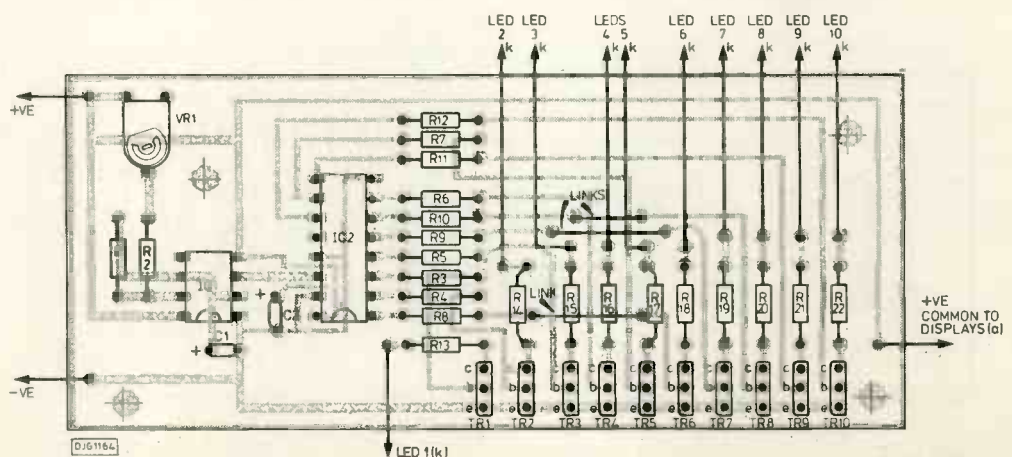 LED 2 k
LED 3 k
LEDS 4 k 5 k
LED 6 k
LED 7 k
LED 8 k
LED 9 k
LED 10 k
+VE
VR1
R12
R7
R11
R6
R10
R9
R5
R3
R4
R8
R13
IC2
R2
+
C1
+
LINKS
LINK
R15
R16
R17
R18
R19
R20
R21
R22
+VE
COMMON TO
DISPLAYS (a)
-VE
c c c c c c c c c
b b b b b b b b
e e e e e e e e e
TR1 TR2 TR3 TR4 TR5 TR6 TR7 TR8 TR9 TR10
DJG1164
LED 1(k)